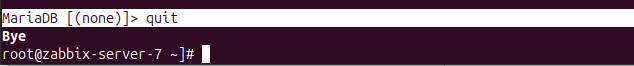 MariaDB [(none)]> quit
Bye
root@zabbix-server-7 ~]#